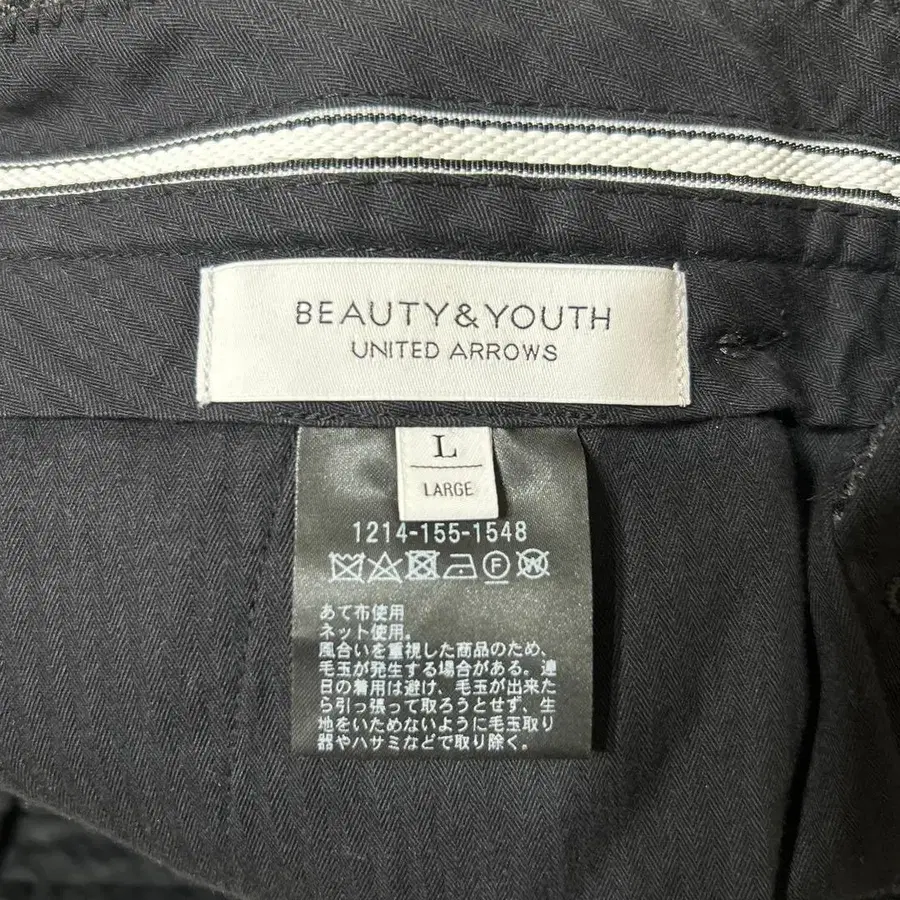 BEAUTY&YOUTH
UNITED ARROWS
L
LARGE
1214-155-1548
F W
あて布使用
ネット使用。
風合いを重視した商品のため、
毛玉が発生する場合がある。連
日の着用は避け、毛玉が出来た
ら引っ張って取ろうとせず、生
地をいためないように毛玉取り
器やハサミなどで取り除く。